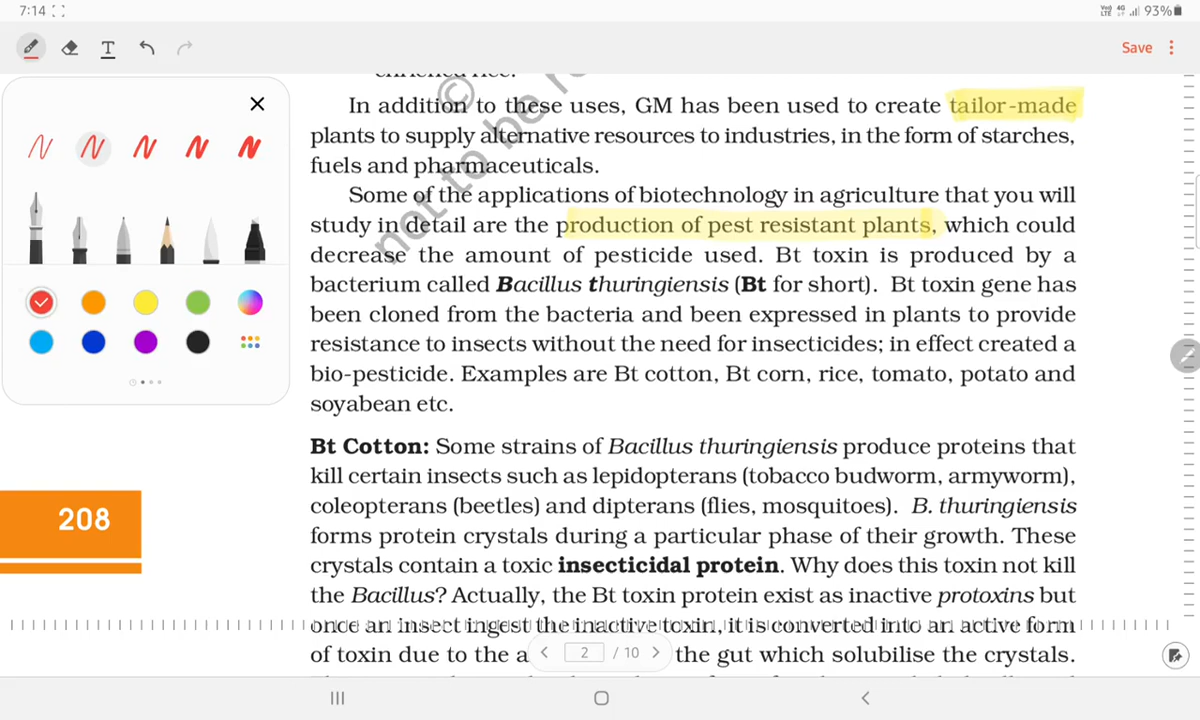 7:14
93%
Save
In addition to these uses, GM has been used to create tailor-made
plants to supply alternative resources to industries, in the form of starches,
fuels and pharmaceuticals.
Some of the applications of biotechnology in agriculture that you will
study in detail are the production of pest resistant plants, which could
decrease the amount of pesticide used. Bt toxin is produced by a
bacterium called Bacillus thuringiensis (Bt for short). Bt toxin gene has
been cloned from the bacteria and been expressed in plants to provide
resistance to insects without the need for insecticides; in effect created a
bio-pesticide. Examples are Bt cotton, Bt corn, rice, tomato, potato and
soyabean etc.
Bt Cotton: Some strains of Bacillus thuringiensis produce proteins that
kill certain insects such as lepidopterans (tobacco budworm, armyworm),
coleopterans (beetles) and dipterans (flies, mosquitoes). B. thuringiensis
forms protein crystals during a particular phase of their growth. These
crystals contain a toxic insecticidal protein. Why does this toxin not kill
the Bacillus? Actually, the Bt toxin protein exist as inactive protoxins but
once an insect ingest the inactive toxin, it is converted into an active form
of toxin due to the a the gut which solubilise the crystals.
208
2 / 10
© not to be re